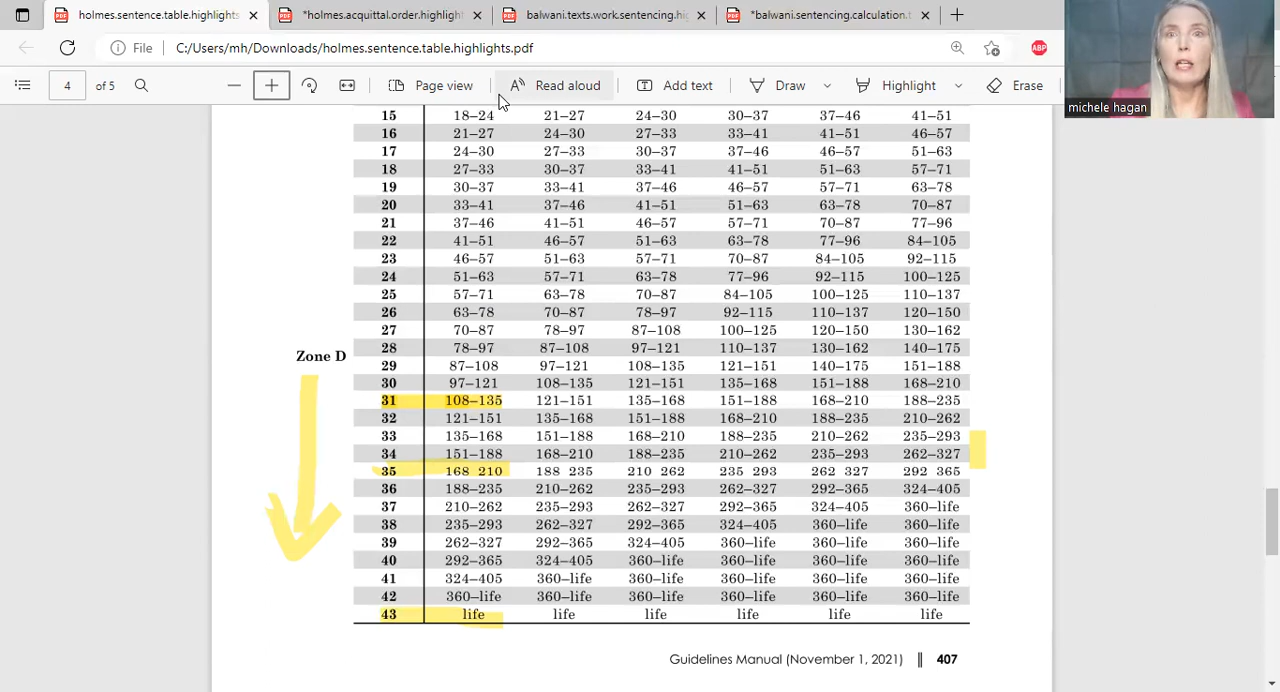 holmes.sentence.table.highlights
*holmes.acquittal.order.highligh
balwani.texts.work.sentencing.hi
*balwani.sentencing.calculation.t
File C:/Users/mh/Downloads/holmes.sentence.table.highlights.pdf
ABP
4 of 5 Page view Read aloud Add text Draw Highlight Erase
michele hagan
15 18–24 21–27 24–30 30–37 37–46 41–51
16 21–27 24–30 27–33 33–41 41–51 46–57
17 24–30 27–33 30–37 37–46 46–57 51–63
18 27–33 30–37 33–41 41–51 51–63 57–71
19 30–37 33–41 37–46 46–57 57–71 63–78
20 33–41 37–46 41–51 51–63 63–78 70–87
21 37–46 41–51 46–57 57–71 70–87 77–96
22 41–51 46–57 51–63 63–78 77–96 84–105
23 46–57 51–63 57–71 70–87 84–105 92–115
24 51–63 57–71 63–78 77–96 92–115 100–125
25 57–71 63–78 70–87 84–105 100–125 110–137
26 63–78 70–87 78–97 92–115 110–137 120–150
27 70–87 78–97 87–108 100–125 120–150 130–162
28 78–97 87–108 97–121 110–137 130–162 140–175
Zone D
29 87–108 97–121 108–135 121–151 140–175 151–188
30 97–121 108–135 121–151 135–168 151–188 168–210
31 108–135 121–151 135–168 151–188 168–210 188–235
32 121–151 135–168 151–188 168–210 188–235 210–262
33 135–168 151–188 168–210 188–235 210–262 235–293
34 151–188 168–210 188–235 210–262 235–293 262–327
35 168 210 188 235 210 262 235 293 262 327 292 365
36 188–235 210–262 235–293 262–327 292–365 324–405
37 210–262 235–293 262–327 292–365 324–405 360–life
38 235–293 262–327 292–365 324–405 360–life 360–life
39 262–327 292–365 324–405 360–life 360–life 360–life
40 292–365 324–405 360–life 360–life 360–life 360–life
41 324–405 360–life 360–life 360–life 360–life 360–life
42 360–life 360–life 360–life 360–life 360–life 360–life
43 life life life life life life
Guidelines Manual (November 1, 2021) || 407